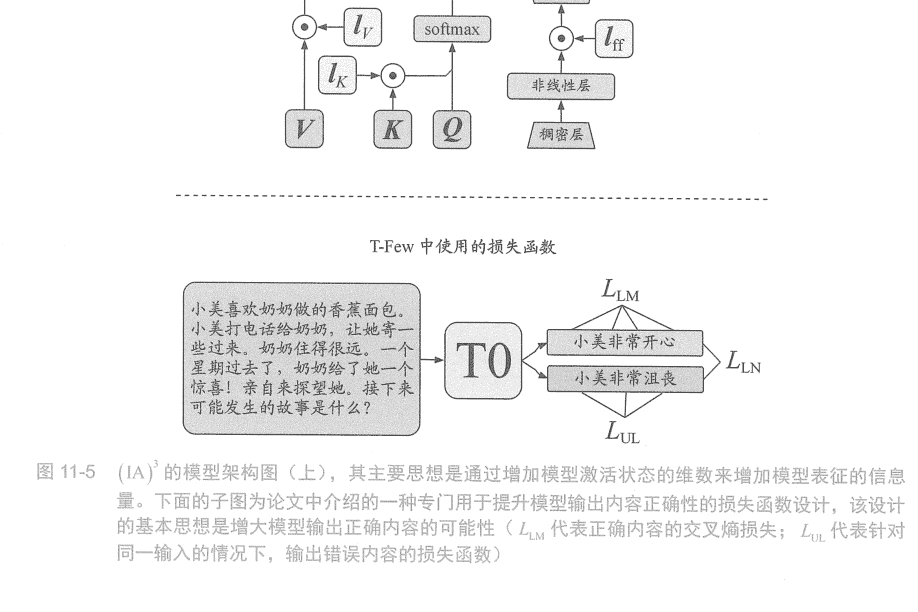 l_V
softmax
l_ff
l_K
非线性层
V
K
Q
稠密层
T-Few 中使用的损失函数
L_LM
小美喜欢奶奶做的香蕉面包。
小美打电话给奶奶，让她寄一
些过来。奶奶住得很远。一个
星期过去了，奶奶给了她一个
惊喜！亲自来探望她。接下来
可能发生的故事是什么？
T0
小美非常开心
小美非常沮丧
L_LN
L_UL
图 11-5 (IA)³ 的模型架构图（上），其主要思想是通过增加模型激活状态的维数来增加模型表征的信息
量。下面的子图为论文中介绍的一种专门用于提升模型输出内容正确性的损失函数设计，该设计
的基本思想是增大模型输出正确内容的可能性（L_LM 代表正确内容的交叉熵损失；L_UL 代表针对
同一输入的情况下，输出错误内容的损失函数）